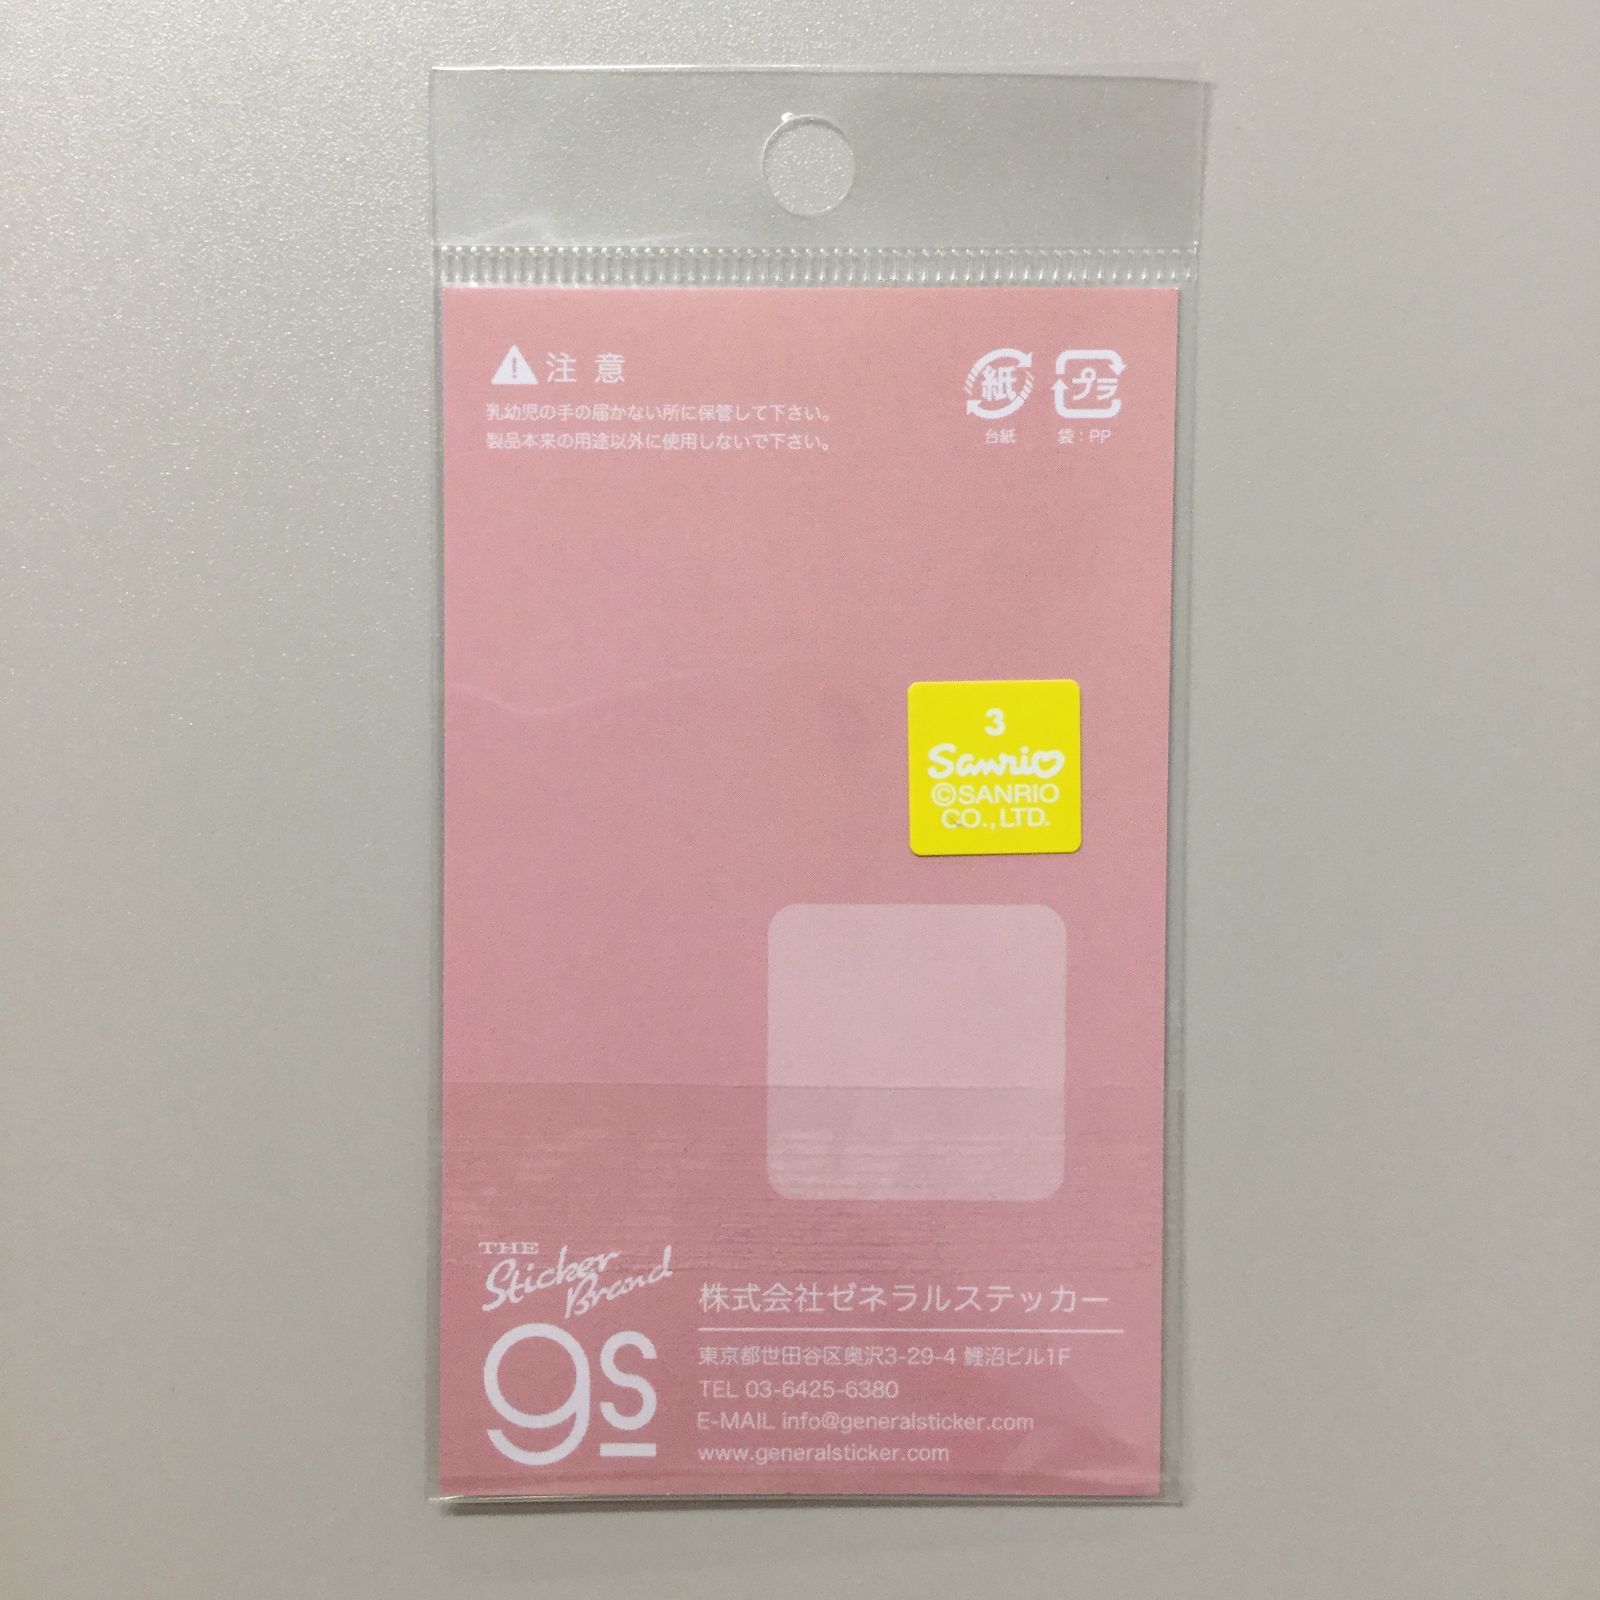 注意
乳幼児の手の届かない所に保管して下さい。
製品本来の用途以外に使用しないで下さい。
紙
台紙
プラ
袋：PP
3
Sanrio
©SANRIO
CO.,LTD.
THE
Sticker
Brand
gs
株式会社ゼネラルステッカー
東京都世田谷区奥沢3-29-4 鯉沼ビル1F
TEL 03-6425-6380
E-MAIL info@generalsticker.com
www.generalsticker.com